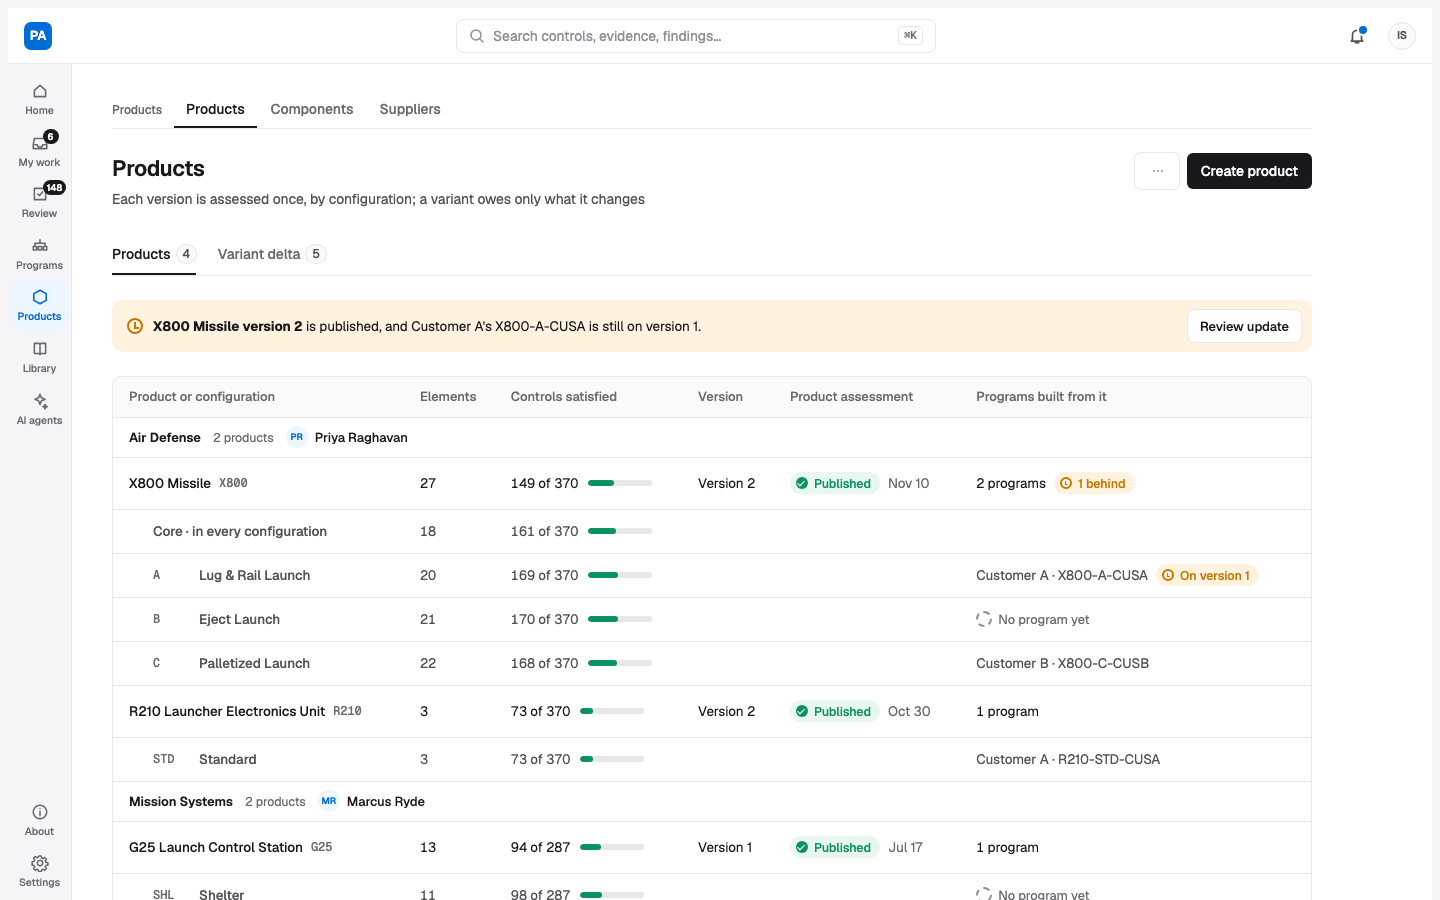 PA
Search controls, evidence, findings...
⌘K
IS
Home
6
My work
148
Review
Programs
Products
Library
AI agents
About
Settings
Products Products Components Suppliers
Products
Each version is assessed once, by configuration; a variant owes only what it changes
... Create product
Products 4 Variant delta 5
X800 Missile version 2 is published, and Customer A's X800-A-CUSA is still on version 1. Review update
Product or configuration Elements Controls satisfied Version Product assessment Programs built from it
Air Defense 2 products PR Priya Raghavan
X800 Missile X800 27 149 of 370 Version 2 Published Nov 10 2 programs 1 behind
Core · in every configuration 18 161 of 370
A Lug & Rail Launch 20 169 of 370 Customer A · X800-A-CUSA On version 1
B Eject Launch 21 170 of 370 No program yet
C Palletized Launch 22 168 of 370 Customer B · X800-C-CUSB
R210 Launcher Electronics Unit R210 3 73 of 370 Version 2 Published Oct 30 1 program
STD Standard 3 73 of 370 Customer A · R210-STD-CUSA
Mission Systems 2 products MR Marcus Ryde
G25 Launch Control Station G25 13 94 of 287 Version 1 Published Jul 17 1 program
SHL Shelter 11 98 of 287 No program yet